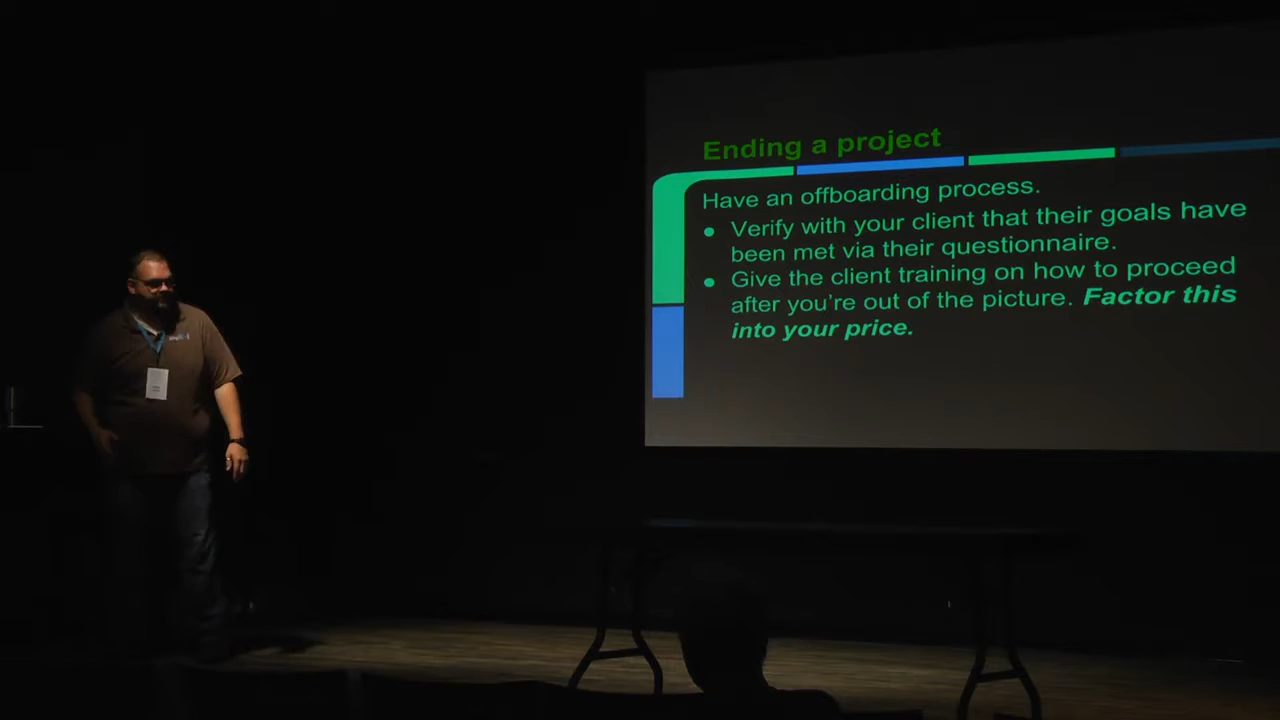 Ending a project
Have an offboarding process.
● Verify with your client that their goals have
been met via their questionnaire.
● Give the client training on how to proceed
after you're out of the picture. Factor this
into your price.